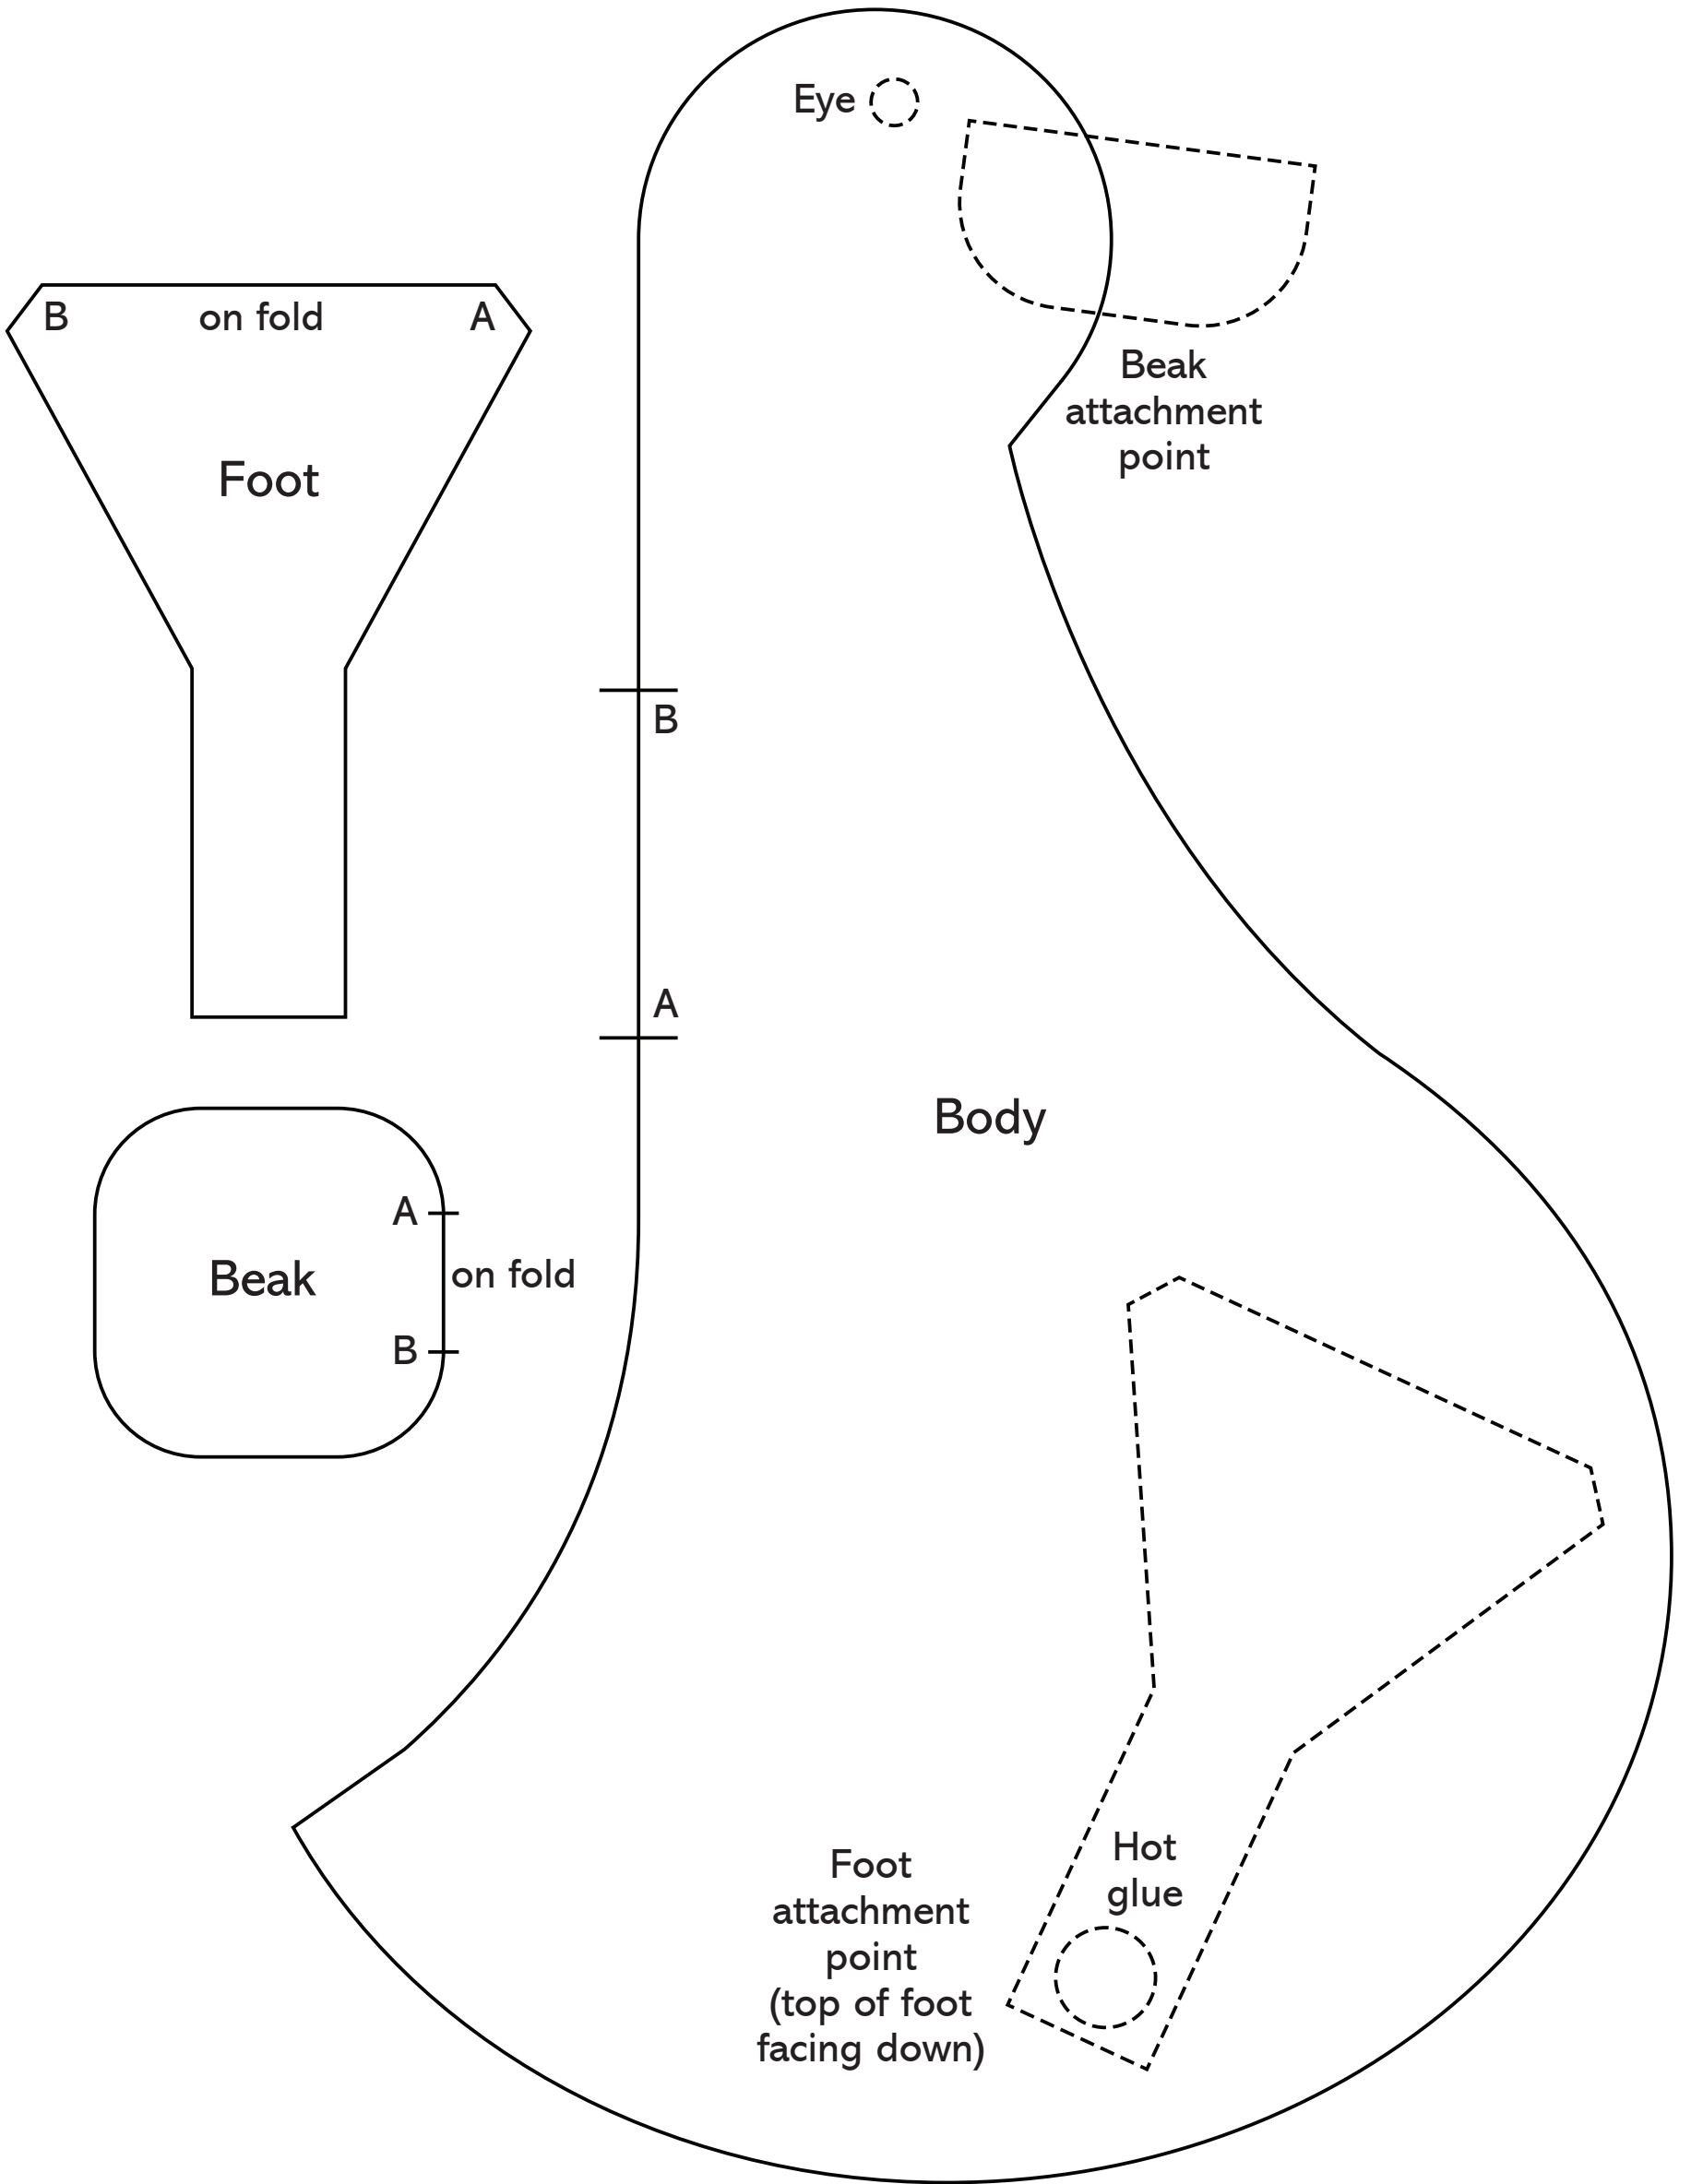 Eye
Beak
attachment
point
B
on fold
A
Foot
B
A
Body
A
Beak
on fold
B
Hot
glue
Foot
attachment
point
(top of foot
facing down)